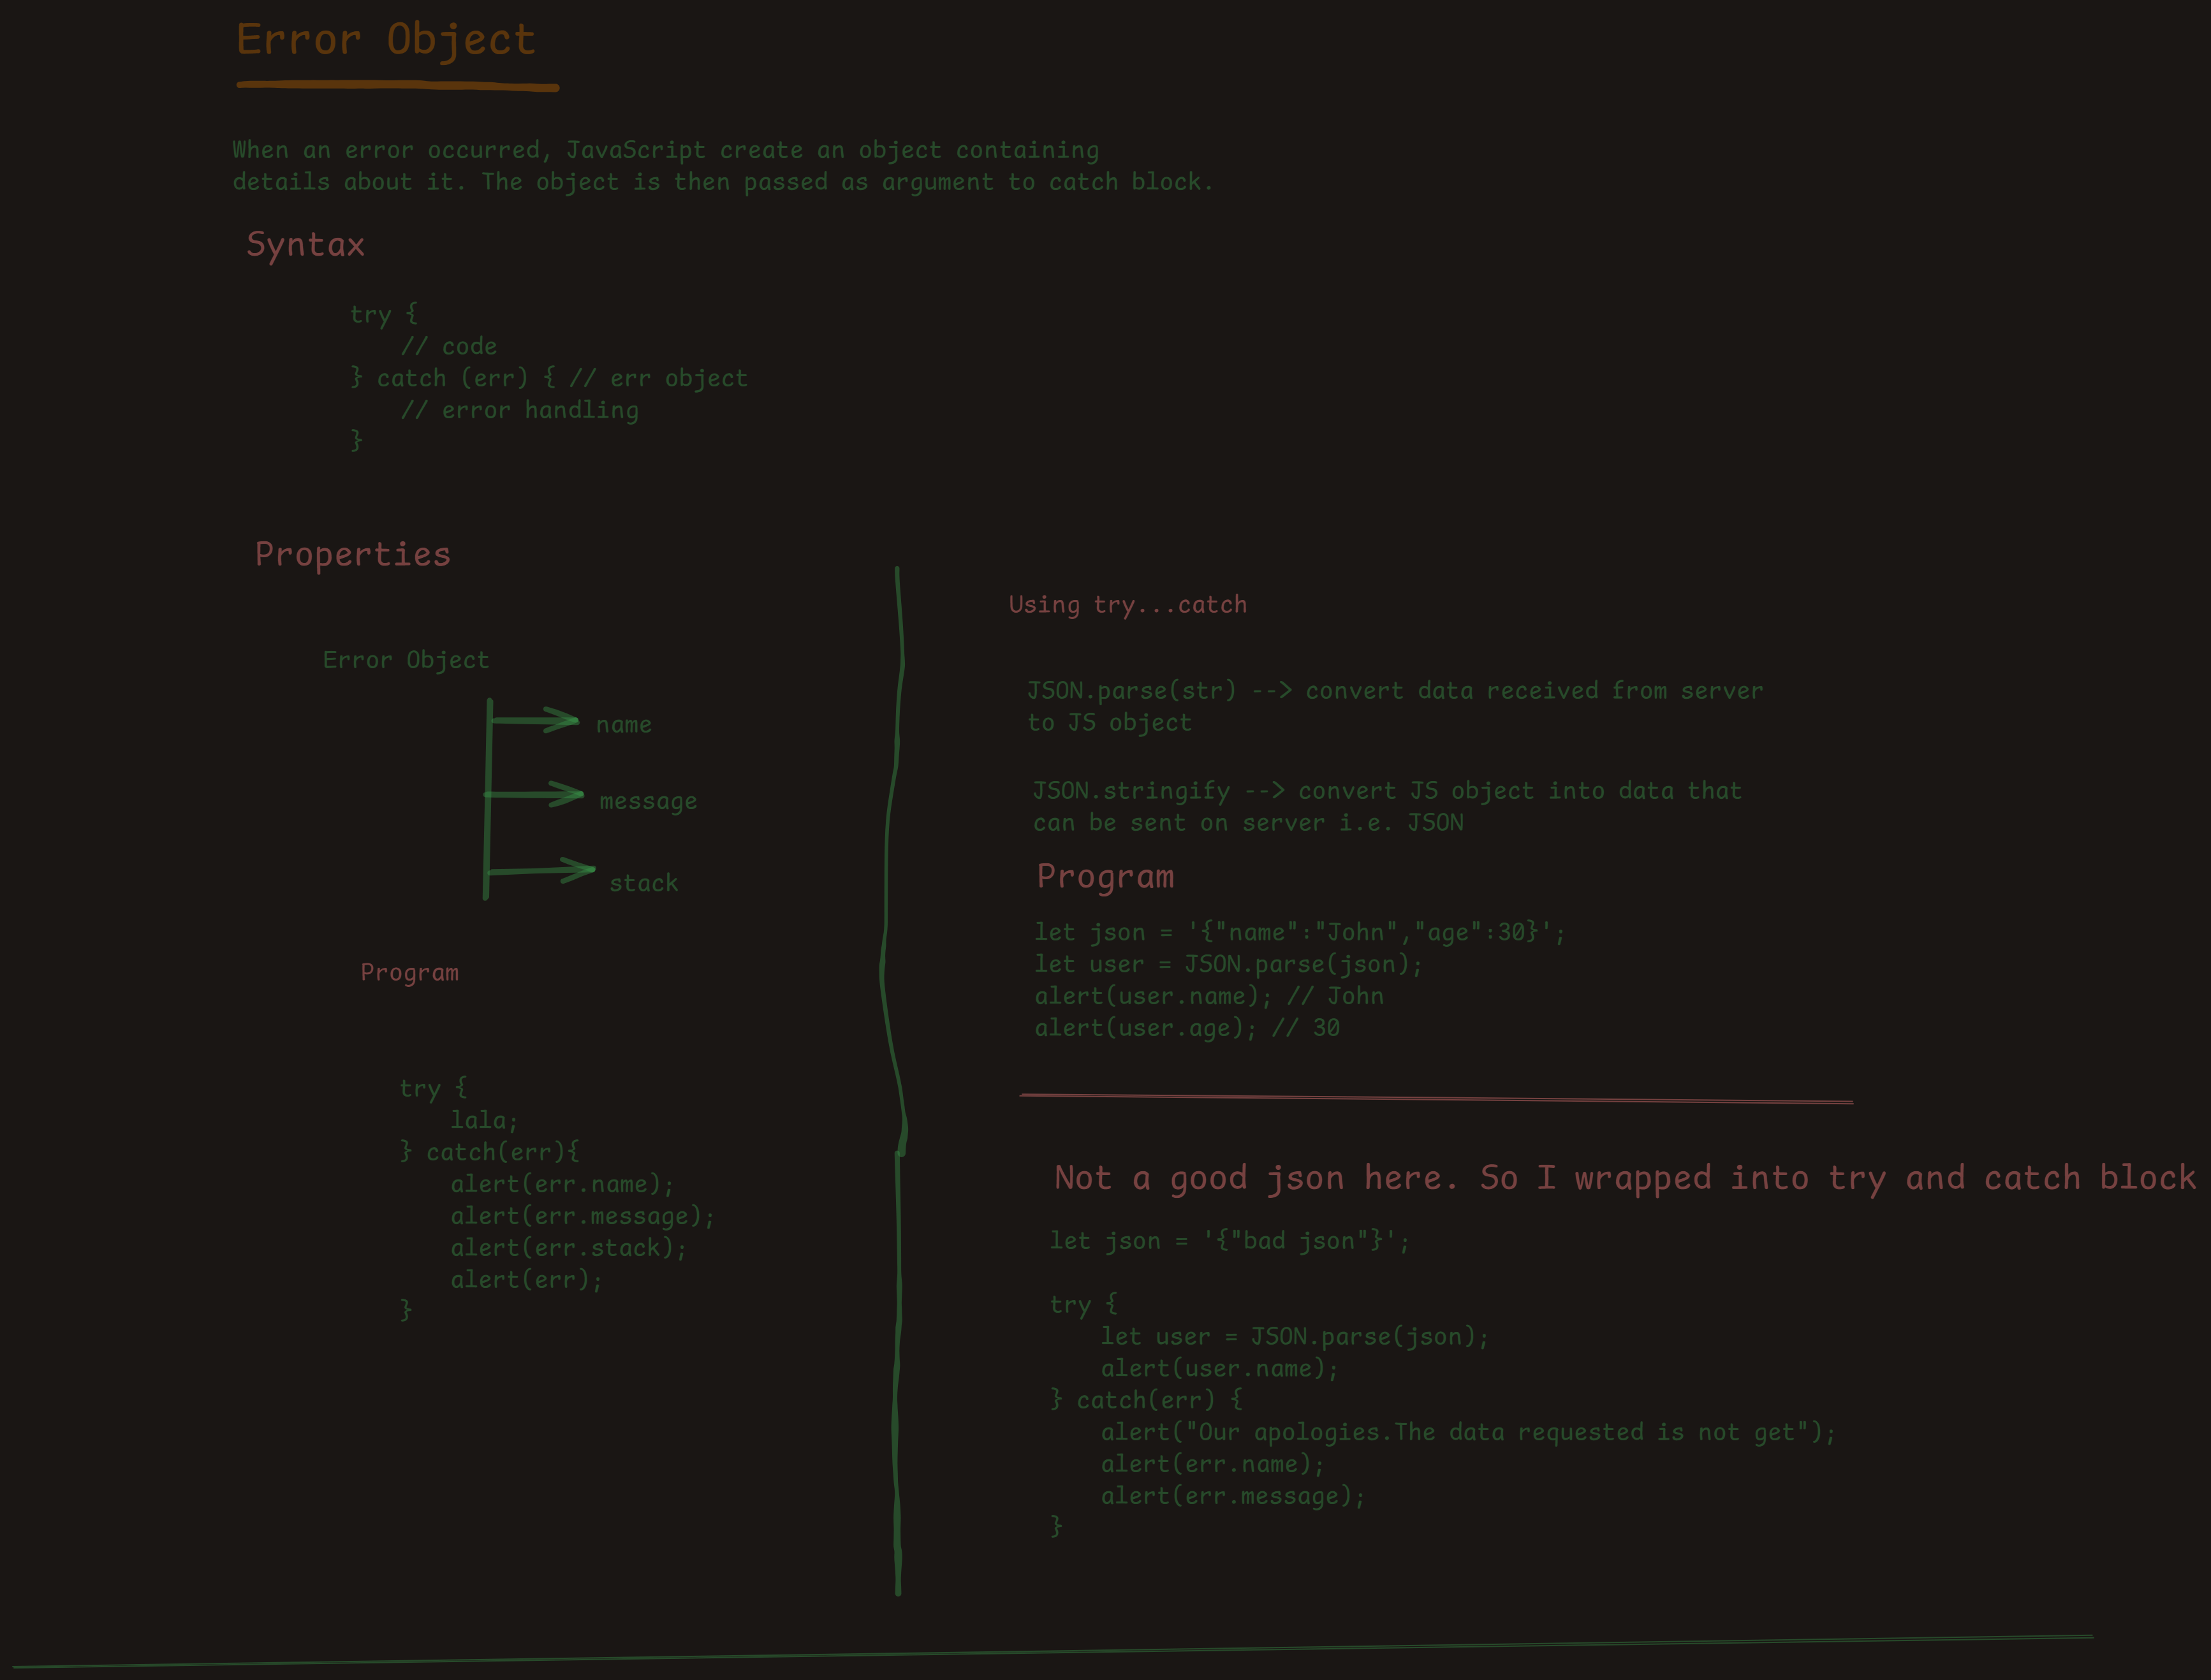 Error Object
When an error occurred, JavaScript create an object containing
details about it. The object is then passed as argument to catch block.
Syntax
try {
// code
} catch (err) { // err object
// error handling
}
Properties
Error Object
name
message
stack
Program
try {
lala;
} catch(err){
alert(err.name);
alert(err.message);
alert(err.stack);
alert(err);
}
Using try...catch
JSON.parse(str) --> convert data received from server
to JS object
JSON.stringify --> convert JS object into data that
can be sent on server i.e. JSON
Program
let json = '{"name":"John","age":30}';
let user = JSON.parse(json);
alert(user.name); // John
alert(user.age); // 30
Not a good json here. So I wrapped into try and catch block
let json = '{"bad json"}';
try {
let user = JSON.parse(json);
alert(user.name);
} catch(err) {
alert("Our apologies.The data requested is not get");
alert(err.name);
alert(err.message);
}